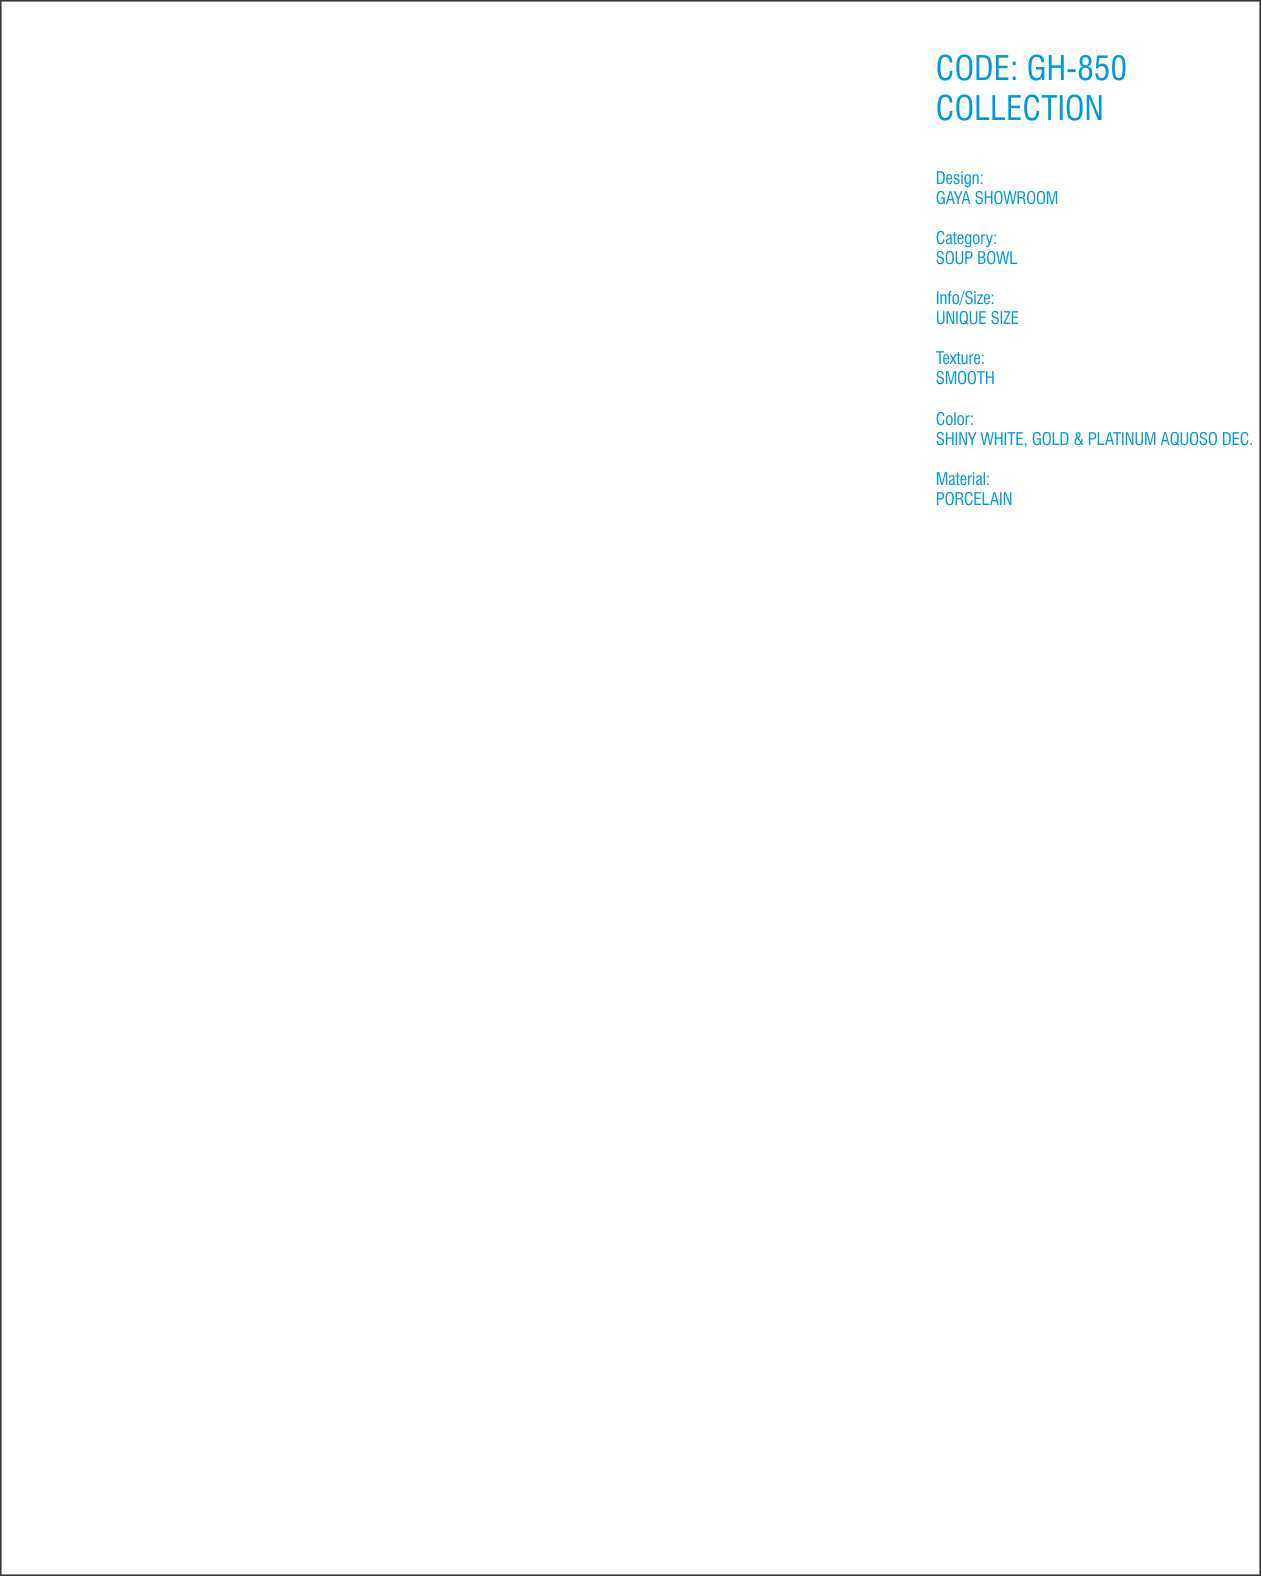 CODE: GH-850
COLLECTION
Design:
GAYA SHOWROOM
Category:
SOUP BOWL
Info/Size:
UNIQUE SIZE
Texture:
SMOOTH
Color:
SHINY WHITE, GOLD & PLATINUM AQUOSO DEC.
Material:
PORCELAIN